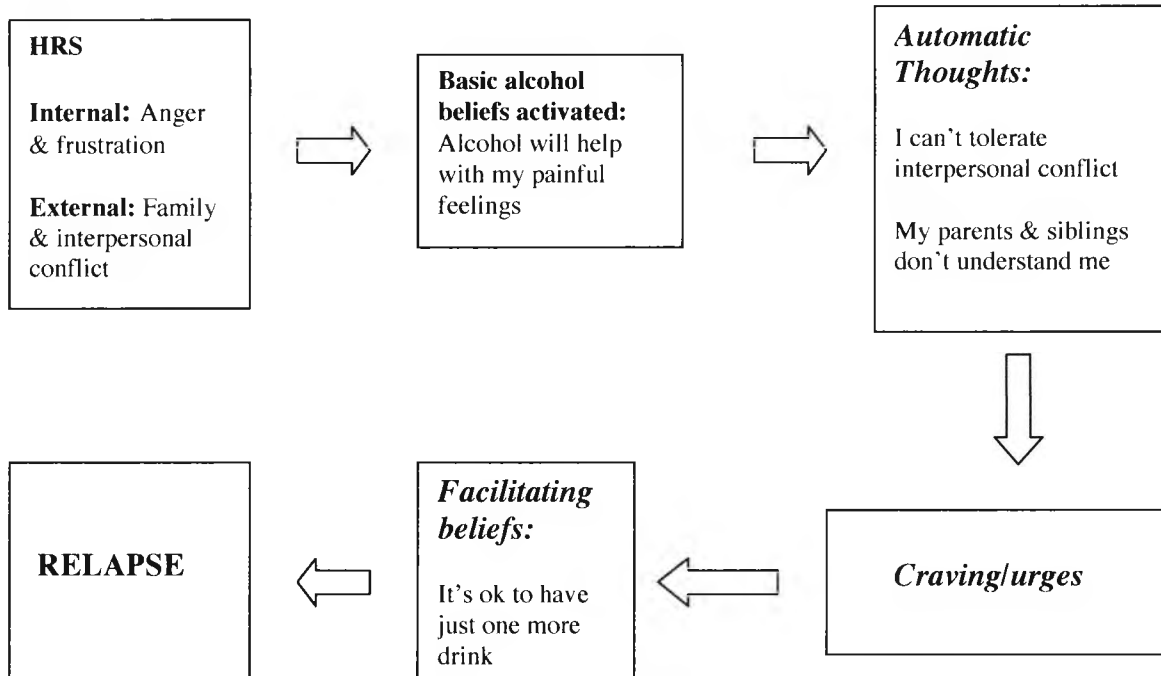 HRS
Internal: Anger
& frustration
External: Family
& interpersonal
conflict
Basic alcohol
beliefs activated:
Alcohol will help
with my painful
feelings
Automatic
Thoughts:
I can't tolerate
interpersonal conflict
My parents & siblings
don't understand me
Craving/urges
Facilitating
beliefs:
It's ok to have
just one more
drink
RELAPSE